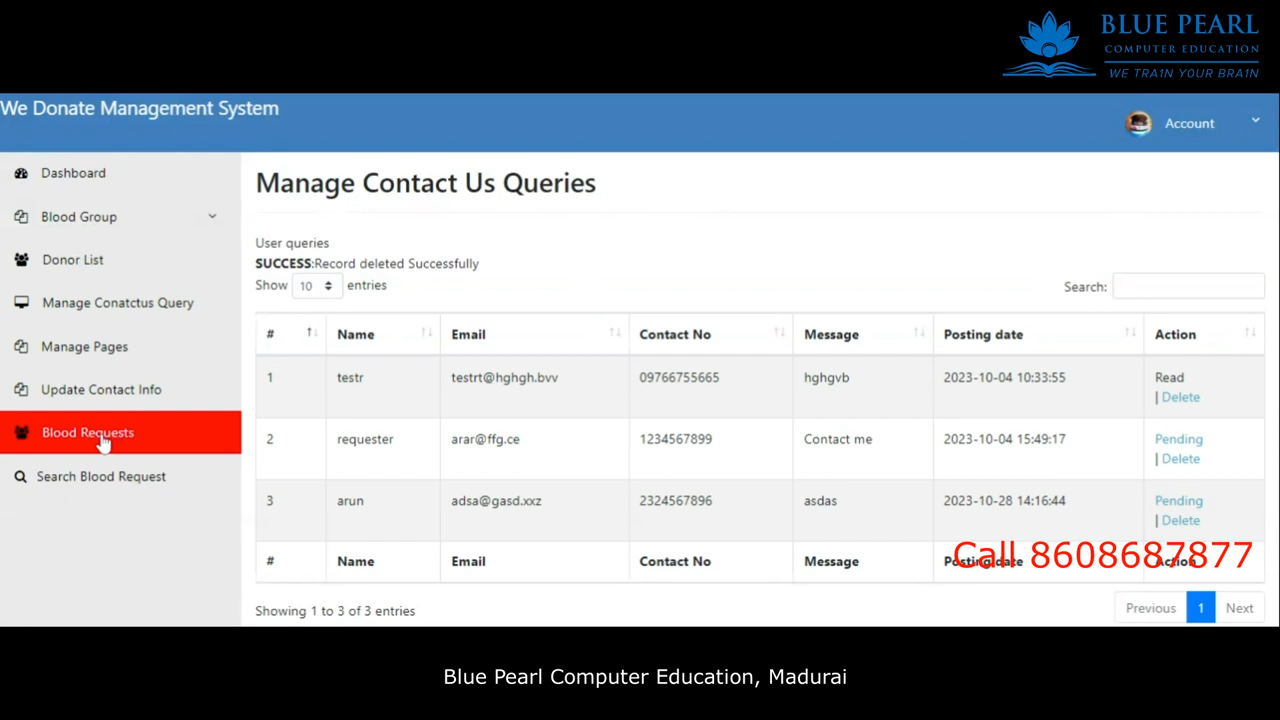 BLUE PEARL
COMPUTER EDUCATION
WE TRA1N YOUR BRA1N
We Donate Management System
Account
Dashboard
Blood Group
Donor List
Manage Conatctus Query
Manage Pages
Update Contact Info
Blood Requests
Search Blood Request
Manage Contact Us Queries
User queries
SUCCESS:Record deleted Successfully
Show 10 entries
Search:
# Name Email Contact No Message Posting date Action
1 testr testrt@hghgh.bvv 09766755665 hghgvb 2023-10-04 10:33:55 Read
| Delete
2 requester arar@ffg.ce 1234567899 Contact me 2023-10-04 15:49:17 Pending
| Delete
3 arun adsa@gasd.xxz 2324567896 asdas 2023-10-28 14:16:44 Pending
| Delete
Call 8608687877
# Name Email Contact No Message Posting date Action
Showing 1 to 3 of 3 entries
Previous 1 Next
Blue Pearl Computer Education, Madurai